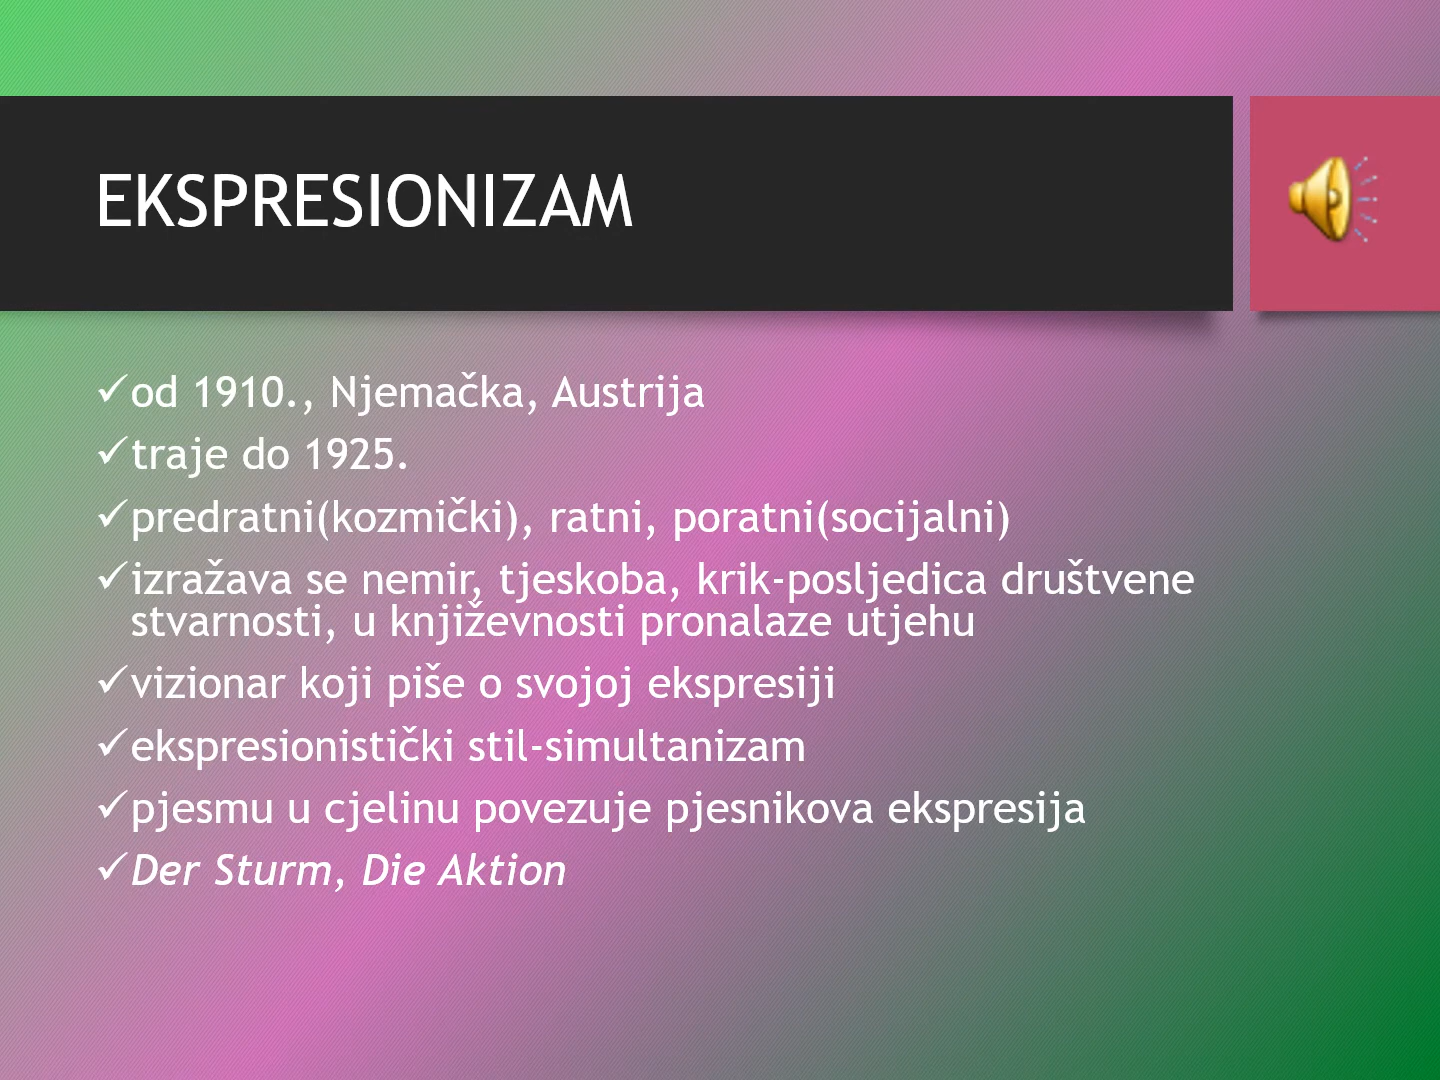 EKSPRESIONIZAM
✓od 1910., Njemačka, Austrija
✓traje do 1925.
✓predratni(kozmički), ratni, poratni(socijalni)
✓izražava se nemir, tjeskoba, krik-posljedica društvene
stvarnosti, u književnosti pronalaze utjehu
✓vizionar koji piše o svojoj ekspresiji
✓ekspresionistički stil-simultanizam
✓pjesmu u cjelinu povezuje pjesnikova ekspresija
✓Der Sturm, Die Aktion